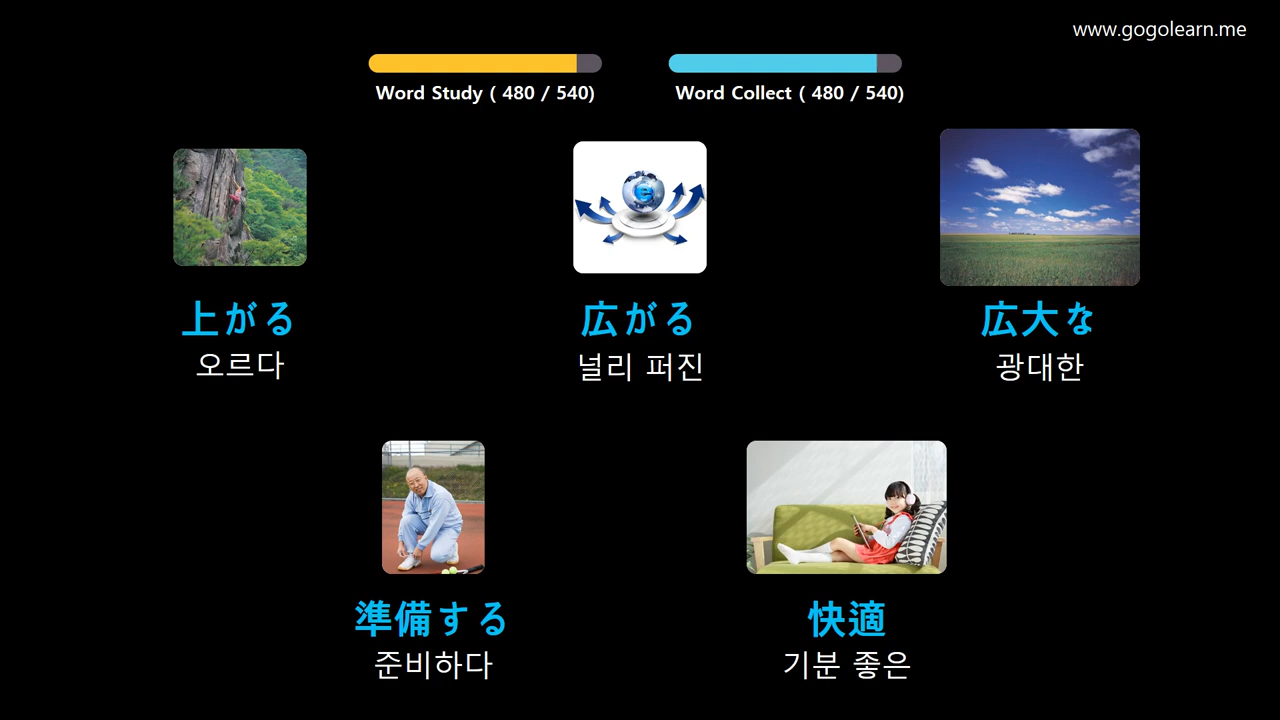 www.gogolearn.me
Word Study ( 480 / 540)
Word Collect ( 480 / 540)
上がる
오르다
広がる
널리 퍼진
広大な
광대한
準備する
준비하다
快適
기분 좋은